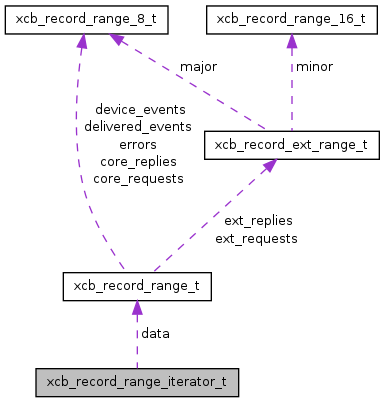 xcb_record_range_8_t
xcb_record_range_16_t
major
minor
device_events
delivered_events
errors
core_replies
core_requests
xcb_record_ext_range_t
ext_replies
ext_requests
xcb_record_range_t
data
xcb_record_range_iterator_t